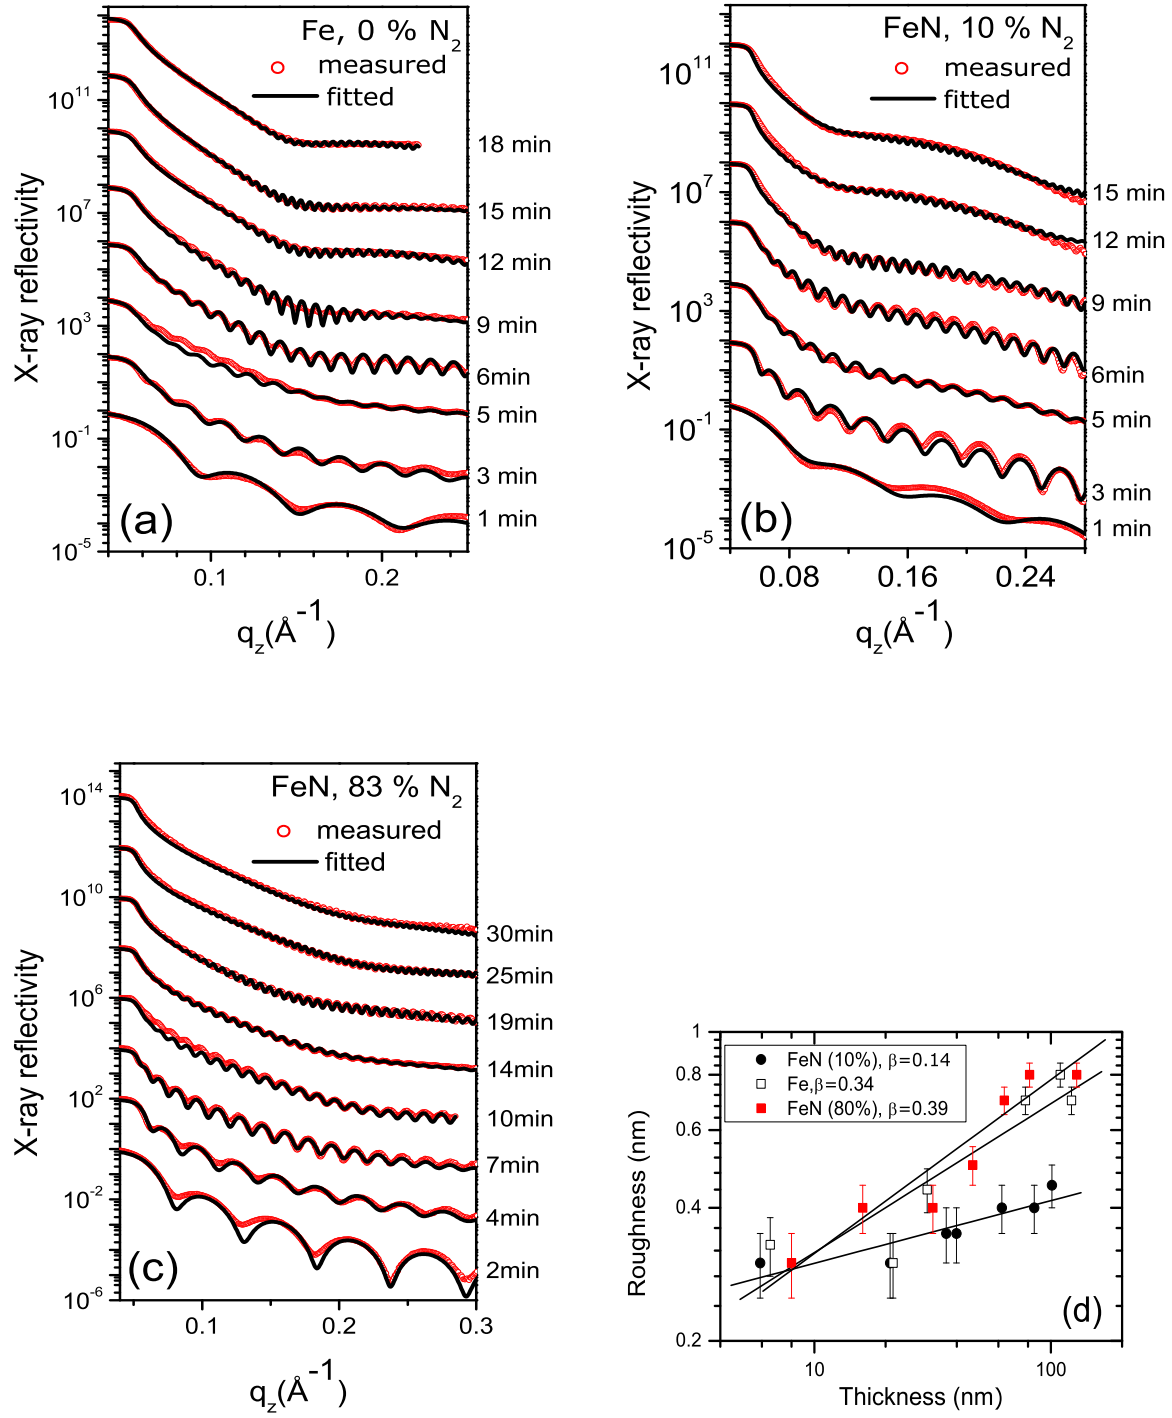 Fe, 0 % N2
measured
fitted
10^11
10^7
10^3
10^-1
10^-5
X-ray reflectivity
18 min
15 min
12 min
9 min
6min
5 min
3 min
1 min
(a)
0.1
0.2
qz(Å^-1)
FeN, 10 % N2
measured
fitted
10^11
10^7
10^3
10^-1
10^-5
X-ray reflectivity
15 min
12 min
9 min
6min
5 min
3 min
1 min
(b)
0.08
0.16
0.24
qz(Å^-1)
FeN, 83 % N2
measured
fitted
10^14
10^10
10^6
10^2
10^-2
10^-6
X-ray reflectivity
30min
25min
19min
14min
10min
7min
4min
2min
(c)
0.1
0.2
0.3
qz(Å^-1)
1
0.8
0.6
0.4
0.2
Roughness (nm)
FeN (10%), β=0.14
Fe,β=0.34
FeN (80%), β=0.39
(d)
10
100
Thickness (nm)